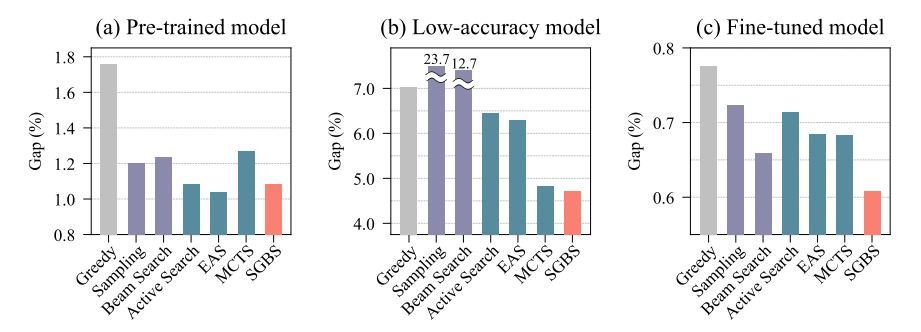 (a) Pre-trained model
Gap (%)
1.8
1.6
1.4
1.2
1.0
0.8
Greedy
Sampling
Beam Search
Active Search
EAS
MCTS
SGBS
(b) Low-accuracy model
Gap (%)
7.0
6.0
5.0
4.0
23.7
12.7
Greedy
Sampling
Beam Search
Active Search
EAS
MCTS
SGBS
(c) Fine-tuned model
Gap (%)
0.8
0.7
0.6
Greedy
Sampling
Beam Search
Active Search
EAS
MCTS
SGBS